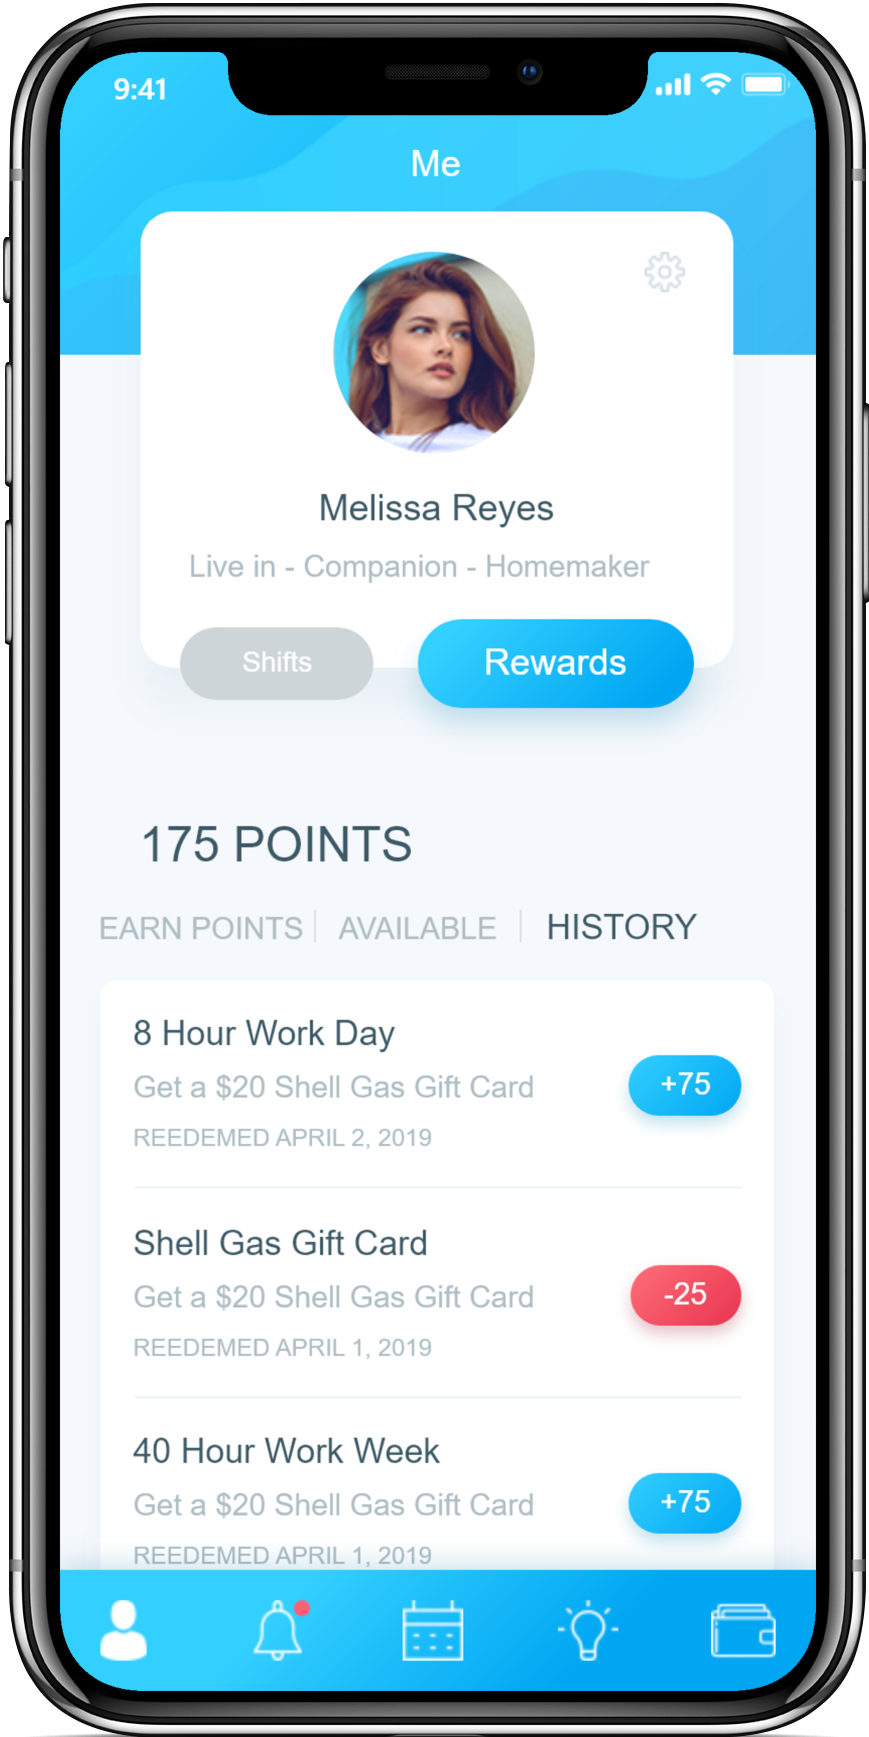 9:41
Me
Melissa Reyes
Live in - Companion - Homemaker
Shifts
Rewards
175 POINTS
EARN POINTS
AVAILABLE
HISTORY
8 Hour Work Day
Get a $20 Shell Gas Gift Card
+75
REEDEMED APRIL 2, 2019
Shell Gas Gift Card
Get a $20 Shell Gas Gift Card
-25
REEDEMED APRIL 1, 2019
40 Hour Work Week
Get a $20 Shell Gas Gift Card
+75
REEDEMED APRIL 1, 2019